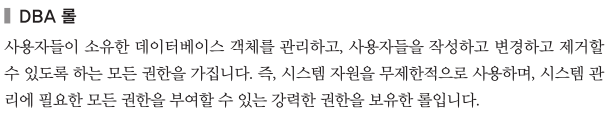 DBA 롤
사용자들이 소유한 데이터베이스 객체를 관리하고, 사용자들을 작성하고 변경하고 제거할
수 있도록 하는 모든 권한을 가집니다. 즉, 시스템 자원을 무제한적으로 사용하며, 시스템 관
리에 필요한 모든 권한을 부여할 수 있는 강력한 권한을 보유한 롤입니다.